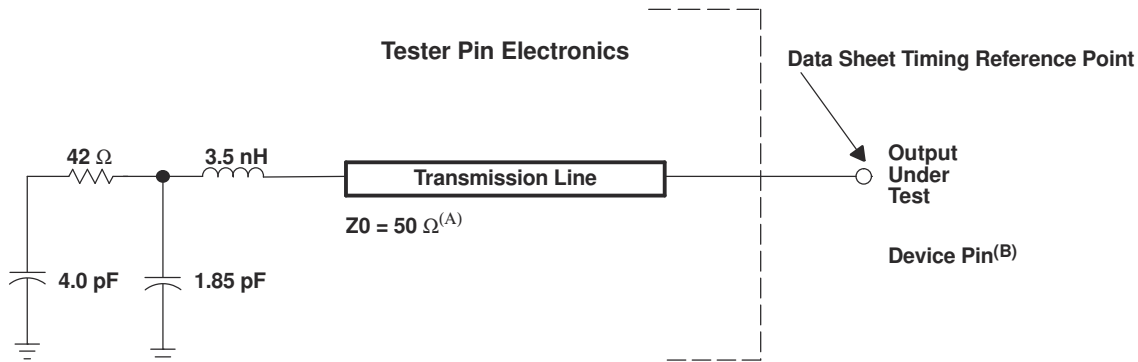 Tester Pin Electronics
Data Sheet Timing Reference Point
42 Ω
3.5 nH
Transmission Line
Output
Under
Test
Z0 = 50 Ω(A)
Device Pin(B)
4.0 pF
1.85 pF